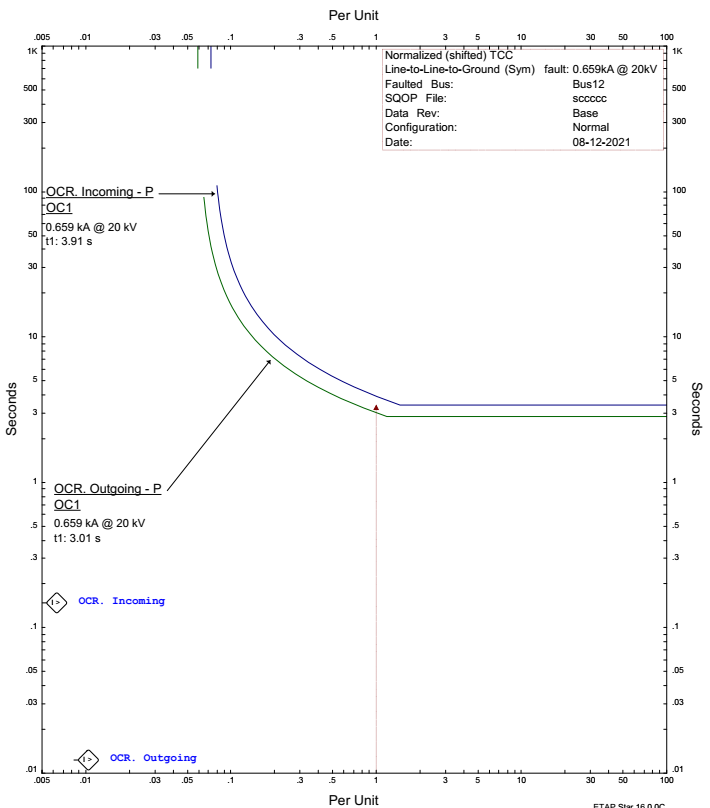 Per Unit
.005 .01 .03 .05 .1 .3 .5 1 3 5 10 30 50 100
1K 1K
Normalized (shifted) TCC
Line-to-Line-to-Ground (Sym) fault: 0.659kA @ 20kV
Faulted Bus: Bus12
SQOP File: sccccc
Data Rev: Base
Configuration: Normal
Date: 08-12-2021
500 500
300 300
100 100
OCR. Incoming - P
OC1
0.659 kA @ 20 kV
t1: 3.91 s
50 50
30 30
10 10
5 5
3 3
Seconds Seconds
1 1
OCR. Outgoing - P
OC1
0.659 kA @ 20 kV
t1: 3.01 s
.5 .5
.3 .3
I> OCR. Incoming
.1 .1
.05 .05
.03 .03
I> OCR. Outgoing
.01 .01
.005 .01 .03 .05 .1 .3 .5 1 3 5 10 30 50 100
Per Unit
ETAP Star 16.0.0C